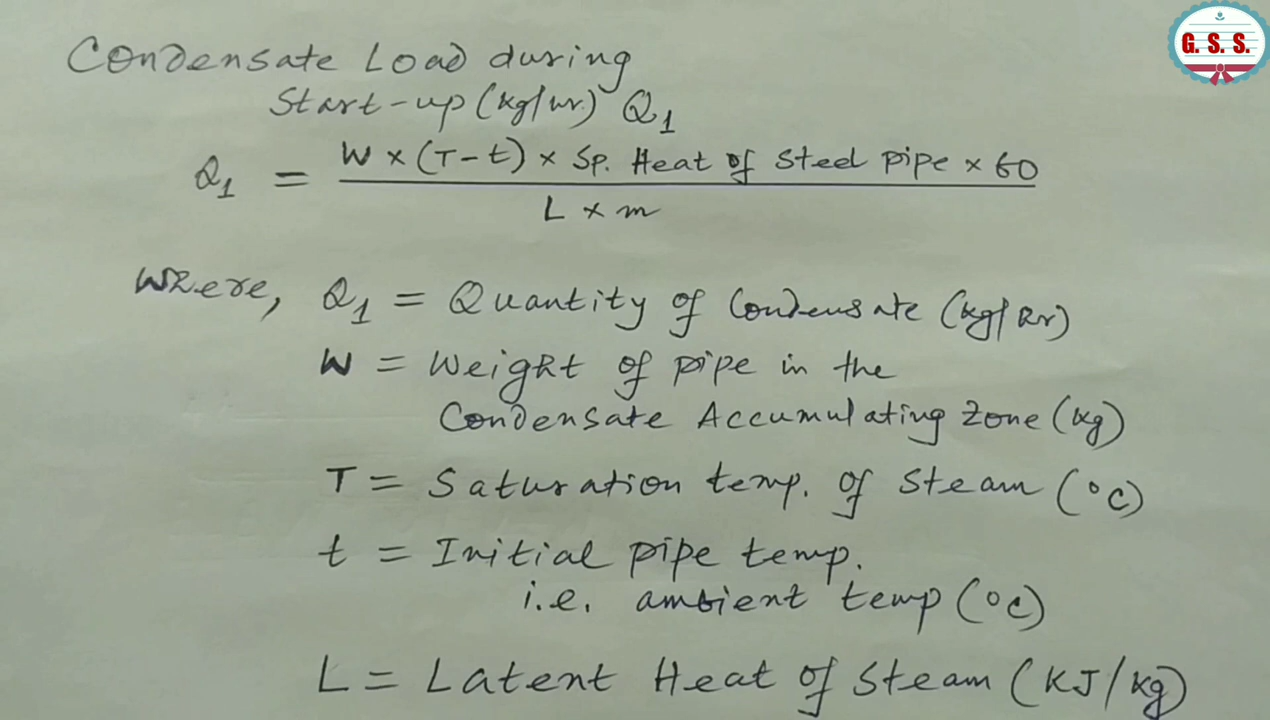 Condensate Load during
Start-up (kg/hr.) Q1
Q1 = W × (T-t) × Sp. Heat of Steel pipe × 60
L × m
Where, Q1 = Quantity of Condensate (kg/hr)
W = Weight of pipe in the
Condensate Accumulating Zone (kg)
T = Saturation temp. of Steam (°C)
t = Initial pipe temp.
i.e. ambient temp (°C)
L = Latent Heat of Steam (KJ/kg)
G. S. S.